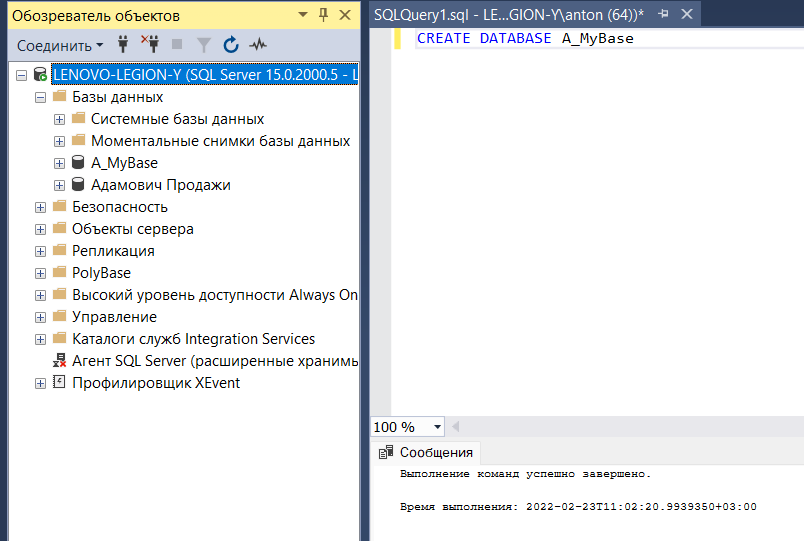 Обозреватель объектов
Соединить
LENOVO-LEGION-Y (SQL Server 15.0.2000.5 - L
Базы данных
Системные базы данных
Моментальные снимки базы данных
A_MyBase
Адамович Продажи
Безопасность
Объекты сервера
Репликация
PolyBase
Высокий уровень доступности Always On
Управление
Каталоги служб Integration Services
Агент SQL Server (расширенные хранимы
Профилировщик XEvent
SQLQuery1.sql - LE...GION-Y\anton (64))*
CREATE DATABASE A_MyBase
100 %
Сообщения
Выполнение команд успешно завершено.
Время выполнения: 2022-02-23T11:02:20.9939350+03:00